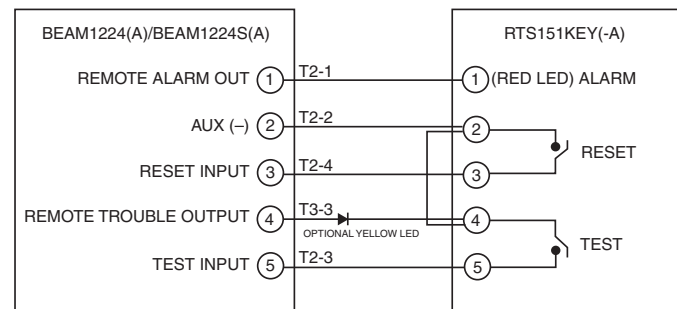 BEAM1224(A)/BEAM1224S(A) RTS151KEY(-A)
REMOTE ALARM OUT 1 T2-1 1 (RED LED) ALARM
AUX (–) 2 T2-2 2
RESET
RESET INPUT 3 T2-4 3
REMOTE TROUBLE OUTPUT 4 T3-3 4
OPTIONAL YELLOW LED
TEST
TEST INPUT 5 T2-3 5